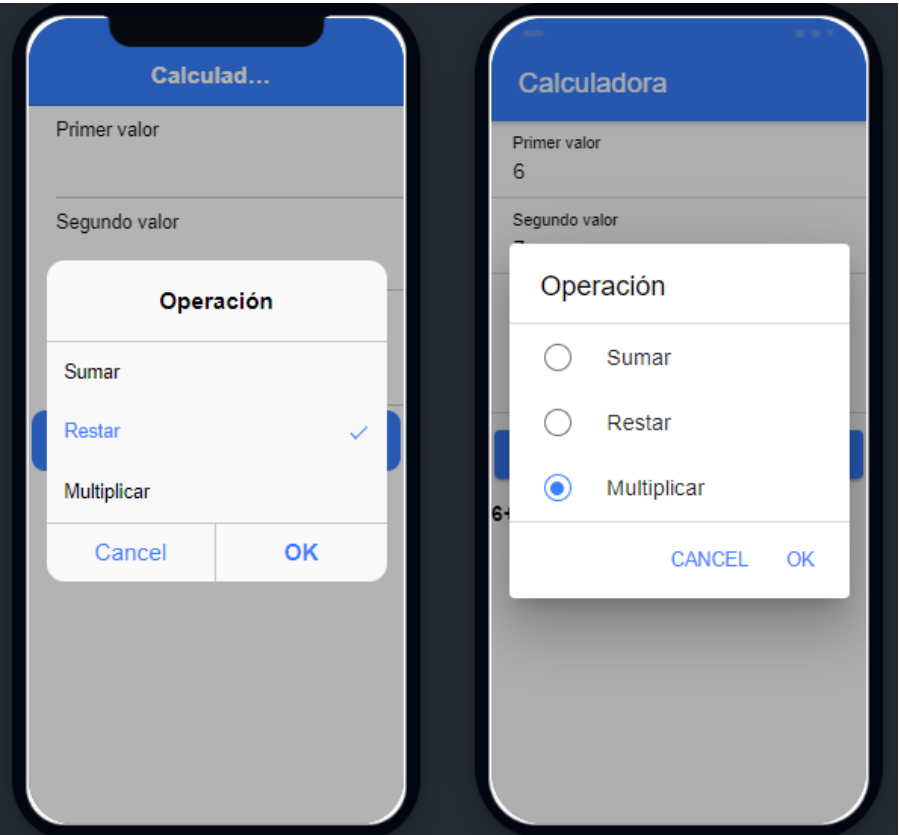 Calculad...
Primer valor
Segundo valor
Operación
Sumar
Restar
Multiplicar
Cancel
OK
Calculadora
Primer valor
6
Segundo valor
Operación
Sumar
Restar
Multiplicar
6+
CANCEL
OK